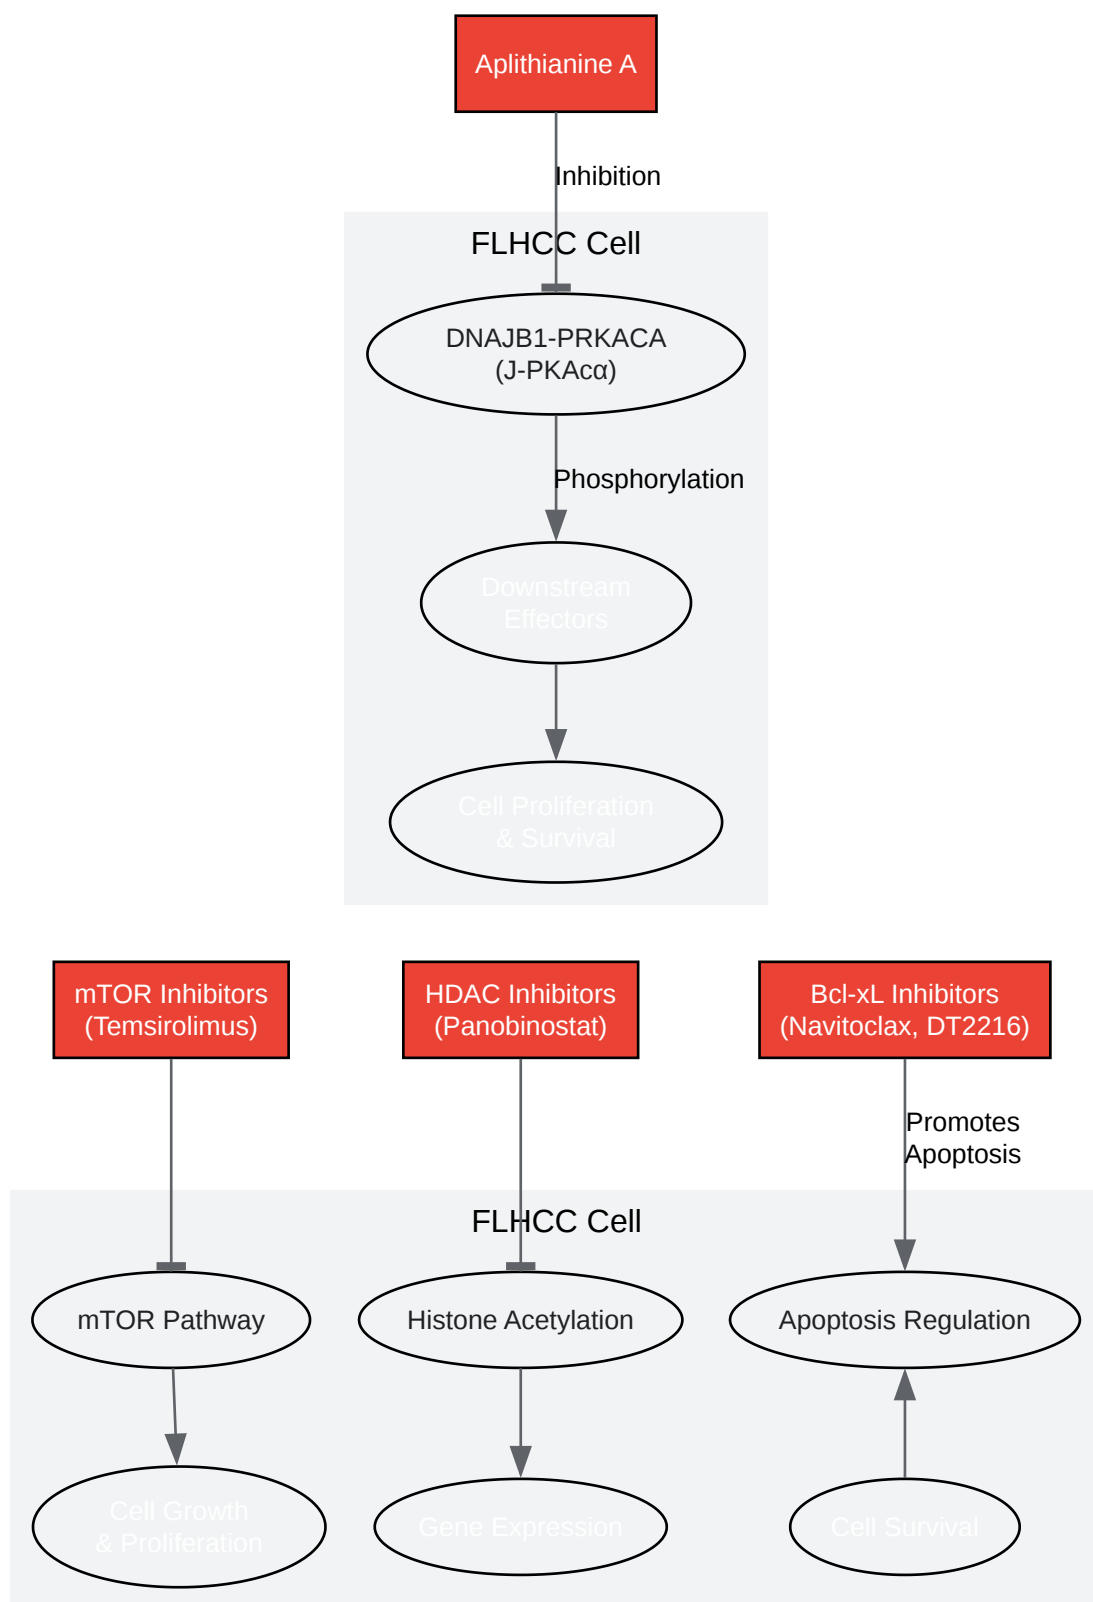 Aplithianine A
Inhibition
FLHCC Cell
DNAJB1-PRKACA
(J-PKAcα)
Phosphorylation
Downstream
Effectors
Cell Proliferation
& Survival
mTOR Inhibitors
(Temsirolimus)
HDAC Inhibitors
(Panobinostat)
Bcl-xL Inhibitors
(Navitoclax, DT2216)
Promotes
Apoptosis
FLHCC Cell
mTOR Pathway
Histone Acetylation
Apoptosis Regulation
Cell Growth
& Proliferation
Gene Expression
Cell Survival